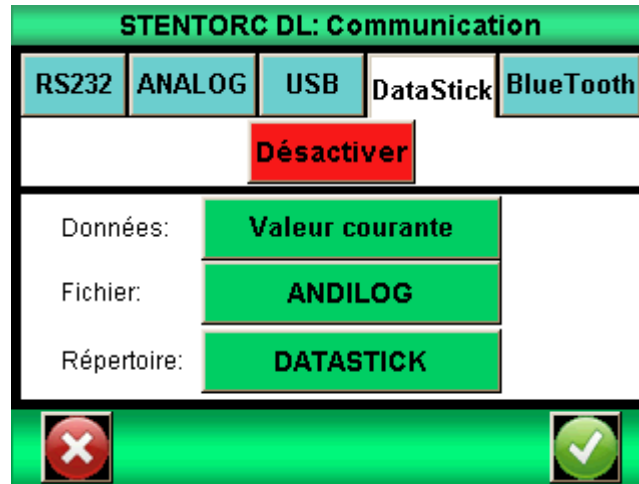 STENTORC DL: Communication
RS232 ANALOG USB DataStick BlueTooth
Désactiver
Données: Valeur courante
Fichier: ANDILOG
Répertoire: DATASTICK